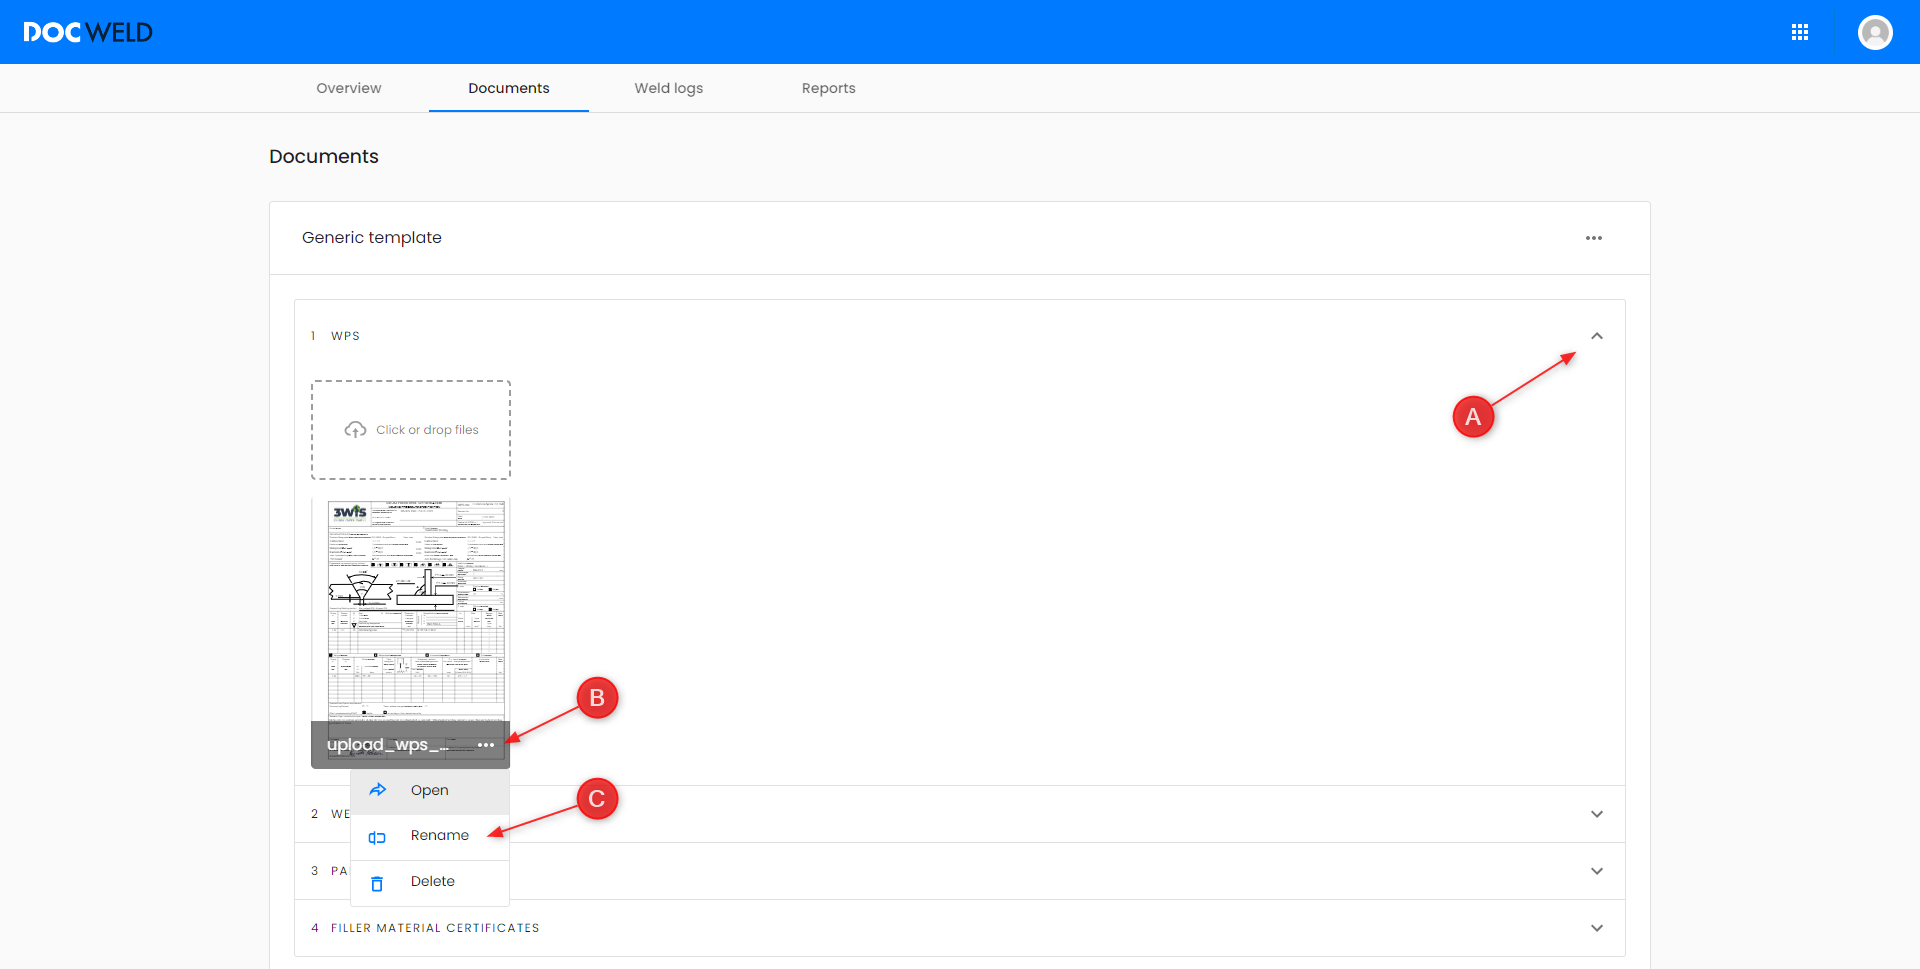 DOCWELD
Overview Documents Weld logs Reports
Documents
Generic template
1 WPS
A
Click or drop files
3WIS
B
upload_wps_...
Open
C
2 WE
Rename
3 PA
Delete
4 FILLER MATERIAL CERTIFICATES